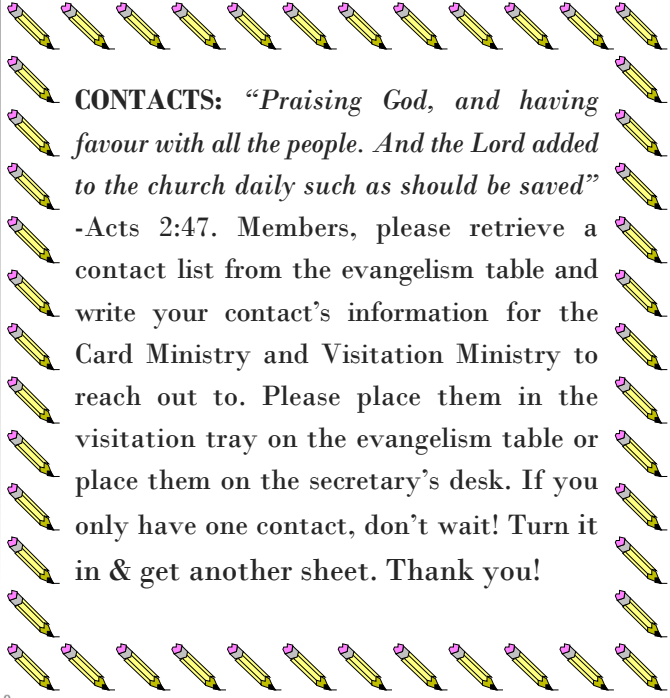 CONTACTS: “Praising God, and having
favour with all the people. And the Lord added
to the church daily such as should be saved”
-Acts 2:47. Members, please retrieve a
contact list from the evangelism table and
write your contact’s information for the
Card Ministry and Visitation Ministry to
reach out to. Please place them in the
visitation tray on the evangelism table or
place them on the secretary’s desk. If you
only have one contact, don’t wait! Turn it
in & get another sheet. Thank you!